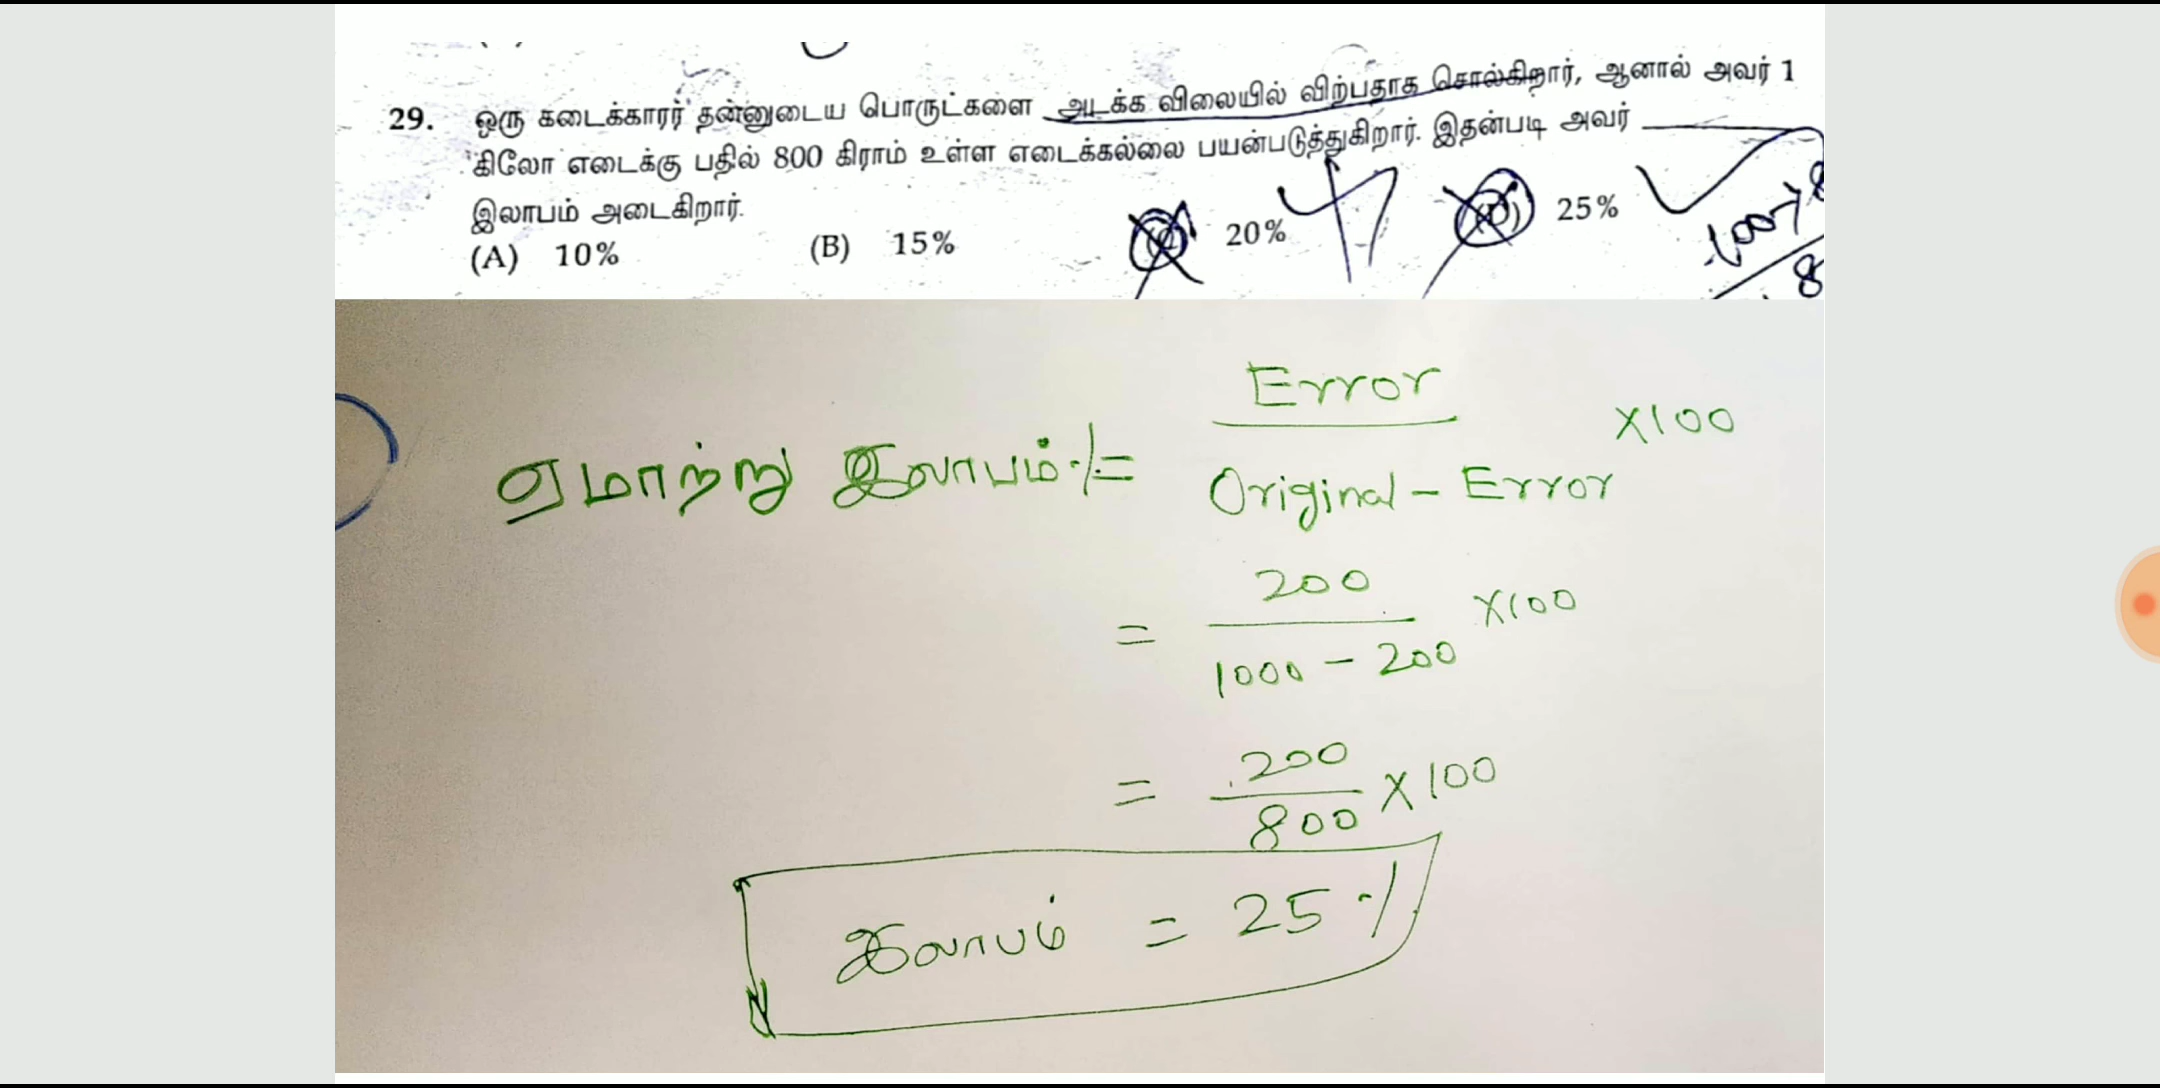 29. ஒரு கடைக்காரர் தன்னுடைய பொருட்களை அடக்க விலையில் விற்பதாக சொல்கிறார், ஆனால் அவர் 1
கிலோ எடைக்கு பதில் 800 கிராம் உள்ள எடைக்கல்லை பயன்படுத்துகிறார். இதன்படி அவர்
இலாபம் அடைகிறார்.
(A) 10% (B) 15% 20% 25%
Error
ஏமாற்று இலாபம் % = ×100
Original - Error
200
= ×100
1000 - 200
200
= × 100
800
இலாபம் = 25 %